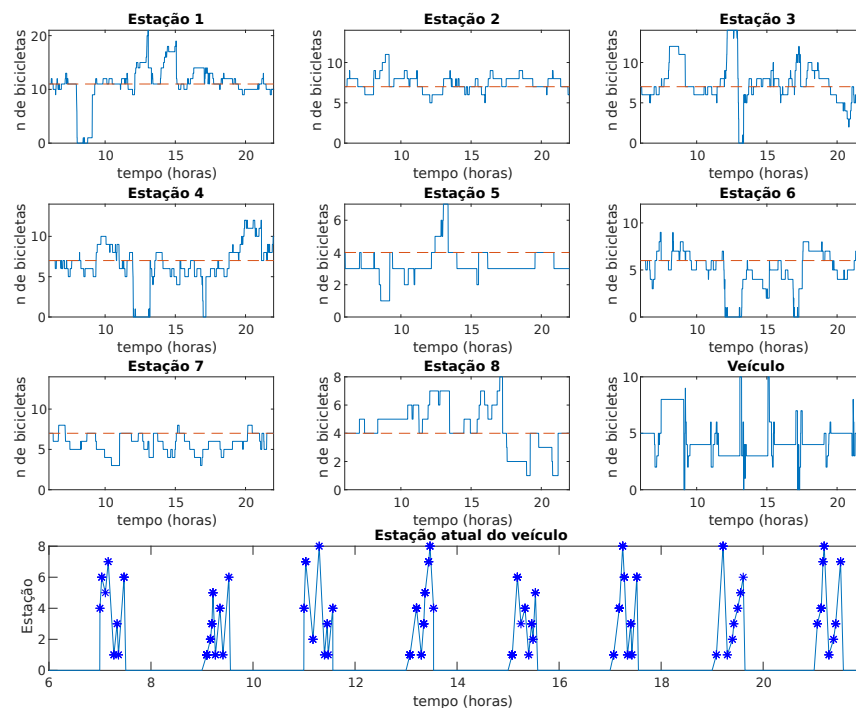 Estação 1
Estação 2
Estação 3
n de bicicletas
20
10
0
10
15
20
tempo (horas)
n de bicicletas
10
5
0
10
15
20
tempo (horas)
n de bicicletas
10
5
0
10
15
20
tempo (horas)
Estação 4
Estação 5
Estação 6
n de bicicletas
10
5
0
10
15
20
tempo (horas)
n de bicicletas
6
4
2
0
10
15
20
tempo (horas)
n de bicicletas
10
5
0
10
15
20
tempo (horas)
Estação 7
Estação 8
Veículo
n de bicicletas
10
5
0
10
15
20
tempo (horas)
n de bicicletas
8
6
4
2
0
10
15
20
tempo (horas)
n de bicicletas
10
5
0
10
15
20
tempo (horas)
Estação atual do veículo
Estação
8
6
4
2
0
6
8
10
12
14
16
18
20
tempo (horas)